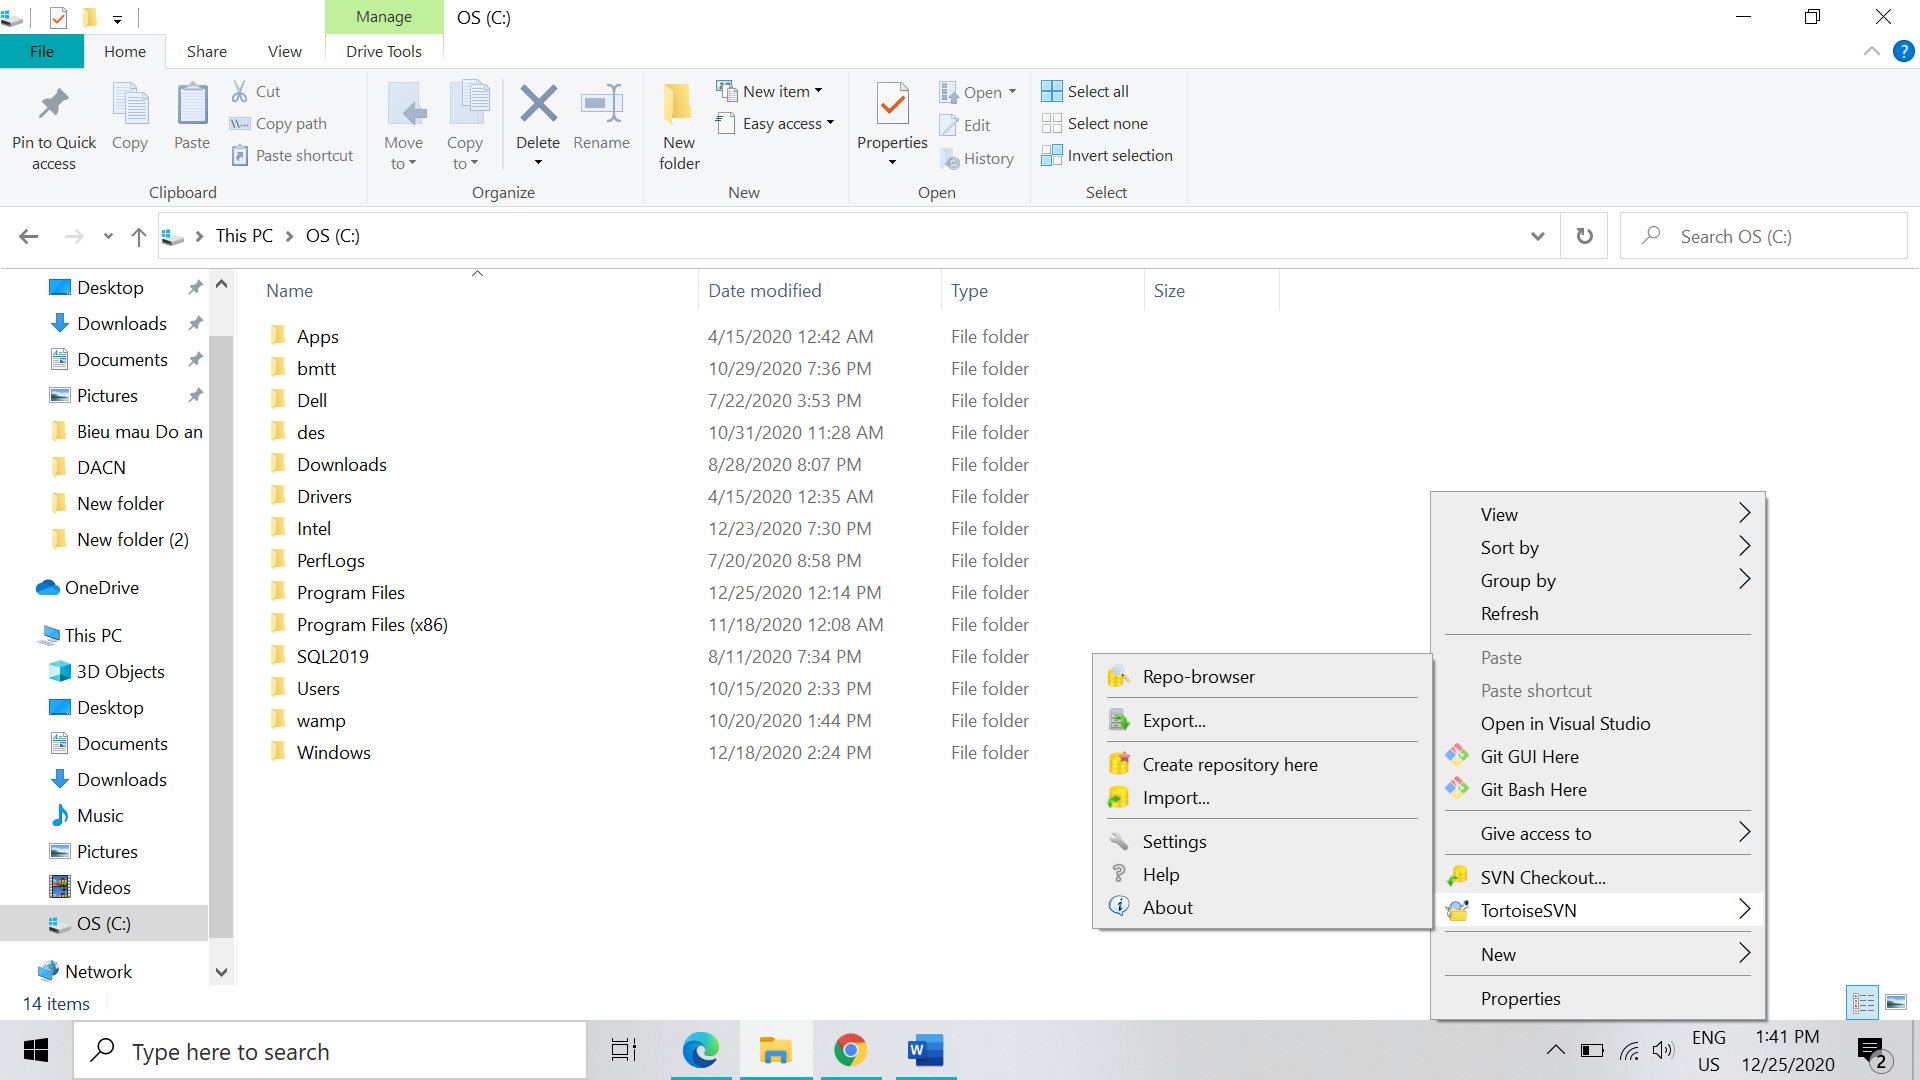 Manage
OS (C:)
File
Home
Share
View
Drive Tools
Pin to Quick
access
Copy
Paste
Cut
Copy path
Paste shortcut
Clipboard
Move
to
Copy
to
Delete
Rename
Organize
New
folder
New item
Easy access
New
Properties
Open
Edit
History
Open
Select all
Select none
Invert selection
Select
This PC
OS (C:)
Search OS (C:)
Desktop
Downloads
Documents
Pictures
Bieu mau Do an
DACN
New folder
New folder (2)
OneDrive
This PC
3D Objects
Desktop
Documents
Downloads
Music
Pictures
Videos
OS (C:)
Network
14 items
Name Date modified Type Size
Apps 4/15/2020 12:42 AM File folder
bmtt 10/29/2020 7:36 PM File folder
Dell 7/22/2020 3:53 PM File folder
des 10/31/2020 11:28 AM File folder
Downloads 8/28/2020 8:07 PM File folder
Drivers 4/15/2020 12:35 AM File folder
Intel 12/23/2020 7:30 PM File folder
PerfLogs 7/20/2020 8:58 PM File folder
Program Files 12/25/2020 12:14 PM File folder
Program Files (x86) 11/18/2020 12:08 AM File folder
SQL2019 8/11/2020 7:34 PM File folder
Users 10/15/2020 2:33 PM File folder
wamp 10/20/2020 1:44 PM File folder
Windows 12/18/2020 2:24 PM File folder
Repo-browser
Export...
Create repository here
Import...
Settings
Help
About
View
Sort by
Group by
Refresh
Paste
Paste shortcut
Open in Visual Studio
Git GUI Here
Git Bash Here
Give access to
SVN Checkout...
TortoiseSVN
New
Properties
Type here to search
ENG
US
1:41 PM
12/25/2020
2